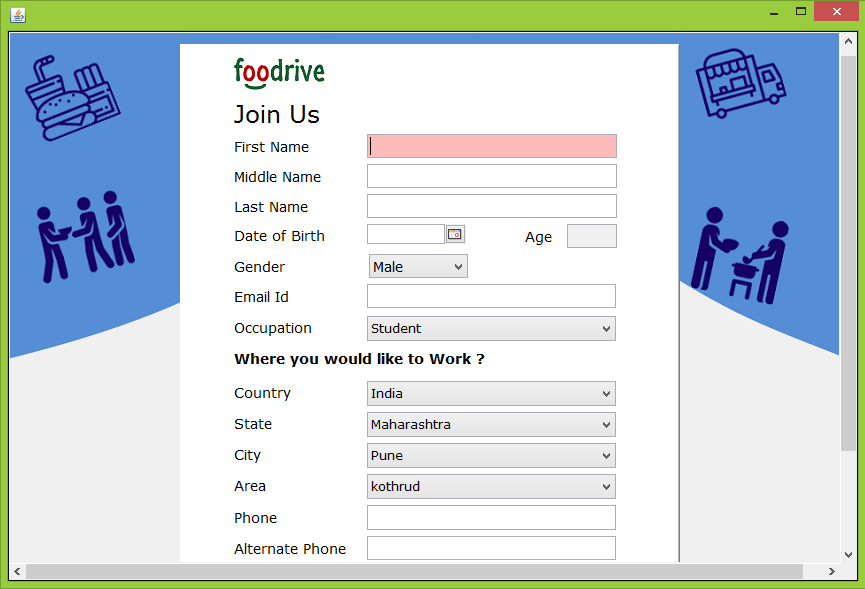 foodrive
Join Us
First Name
Middle Name
Last Name
Date of Birth
Age
Gender Male
Email Id
Occupation Student
Where you would like to Work ?
Country India
State Maharashtra
City Pune
Area kothrud
Phone
Alternate Phone